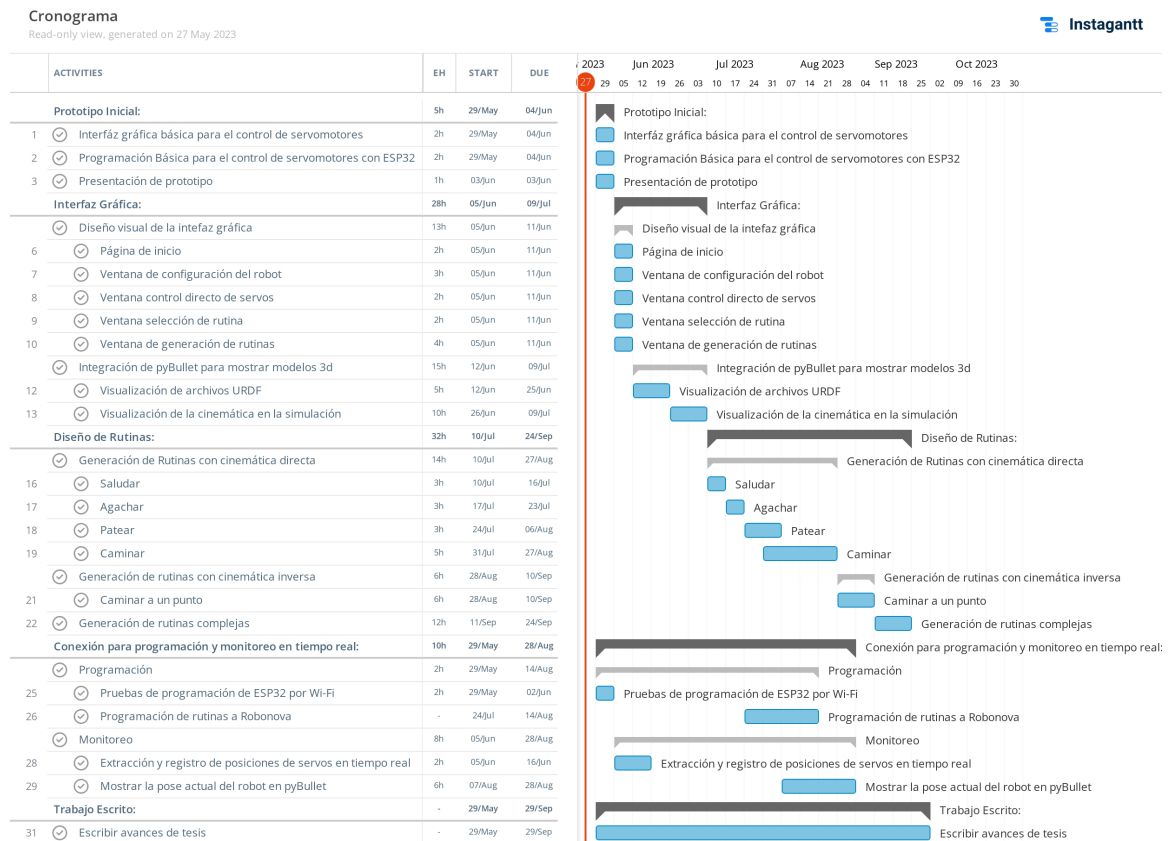 Cronograma
Read-only view, generated on 27 May 2023
Instagantt
ACTIVITIES EH START DUE
2023 Jun 2023 Jul 2023 Aug 2023 Sep 2023 Oct 2023
27 29 05 12 19 26 03 10 17 24 31 07 14 21 28 04 11 18 25 02 09 16 23 30
Prototipo Inicial: 5h 29/May 04/Jun Prototipo Inicial:
1 Interfáz gráfica básica para el control de servomotores 2h 29/May 04/Jun Interfáz gráfica básica para el control de servomotores
2 Programación Básica para el control de servomotores con ESP32 2h 29/May 04/Jun Programación Básica para el control de servomotores con ESP32
3 Presentación de prototipo 1h 03/Jun 03/Jun Presentación de prototipo
Interfaz Gráfica: 28h 05/Jun 09/Jul Interfaz Gráfica:
Diseño visual de la intefaz gráfica 13h 05/Jun 11/Jun Diseño visual de la intefaz gráfica
6 Página de inicio 2h 05/Jun 11/Jun Página de inicio
7 Ventana de configuración del robot 3h 05/Jun 11/Jun Ventana de configuración del robot
8 Ventana control directo de servos 2h 05/Jun 11/Jun Ventana control directo de servos
9 Ventana selección de rutina 2h 05/Jun 11/Jun Ventana selección de rutina
10 Ventana de generación de rutinas 4h 05/Jun 11/Jun Ventana de generación de rutinas
Integración de pyBullet para mostrar modelos 3d 15h 12/Jun 09/Jul Integración de pyBullet para mostrar modelos 3d
12 Visualización de archivos URDF 5h 12/Jun 25/Jun Visualización de archivos URDF
13 Visualización de la cinemática en la simulación 10h 26/Jun 09/Jul Visualización de la cinemática en la simulación
Diseño de Rutinas: 32h 10/Jul 24/Sep Diseño de Rutinas:
Generación de Rutinas con cinemática directa 14h 10/Jul 27/Aug Generación de Rutinas con cinemática directa
16 Saludar 3h 10/Jul 16/Jul Saludar
17 Agachar 3h 17/Jul 23/Jul Agachar
18 Patear 3h 24/Jul 06/Aug Patear
19 Caminar 5h 31/Jul 27/Aug Caminar
Generación de rutinas con cinemática inversa 6h 28/Aug 10/Sep Generación de rutinas con cinemática inversa
21 Caminar a un punto 6h 28/Aug 10/Sep Caminar a un punto
22 Generación de rutinas complejas 12h 11/Sep 24/Sep Generación de rutinas complejas
Conexión para programación y monitoreo en tiempo real: 10h 29/May 28/Aug Conexión para programación y monitoreo en tiempo real:
Programación 2h 29/May 14/Aug Programación
25 Pruebas de programación de ESP32 por Wi-Fi 2h 29/May 02/Jun Pruebas de programación de ESP32 por Wi-Fi
26 Programación de rutinas a Robonova - 24/Jul 14/Aug Programación de rutinas a Robonova
Monitoreo 8h 05/Jun 28/Aug Monitoreo
28 Extracción y registro de posiciones de servos en tiempo real 2h 05/Jun 16/Jun Extracción y registro de posiciones de servos en tiempo real
29 Mostrar la pose actual del robot en pyBullet 6h 07/Aug 28/Aug Mostrar la pose actual del robot en pyBullet
Trabajo Escrito: - 29/May 29/Sep Trabajo Escrito:
31 Escribir avances de tesis - 29/May 29/Sep Escribir avances de tesis